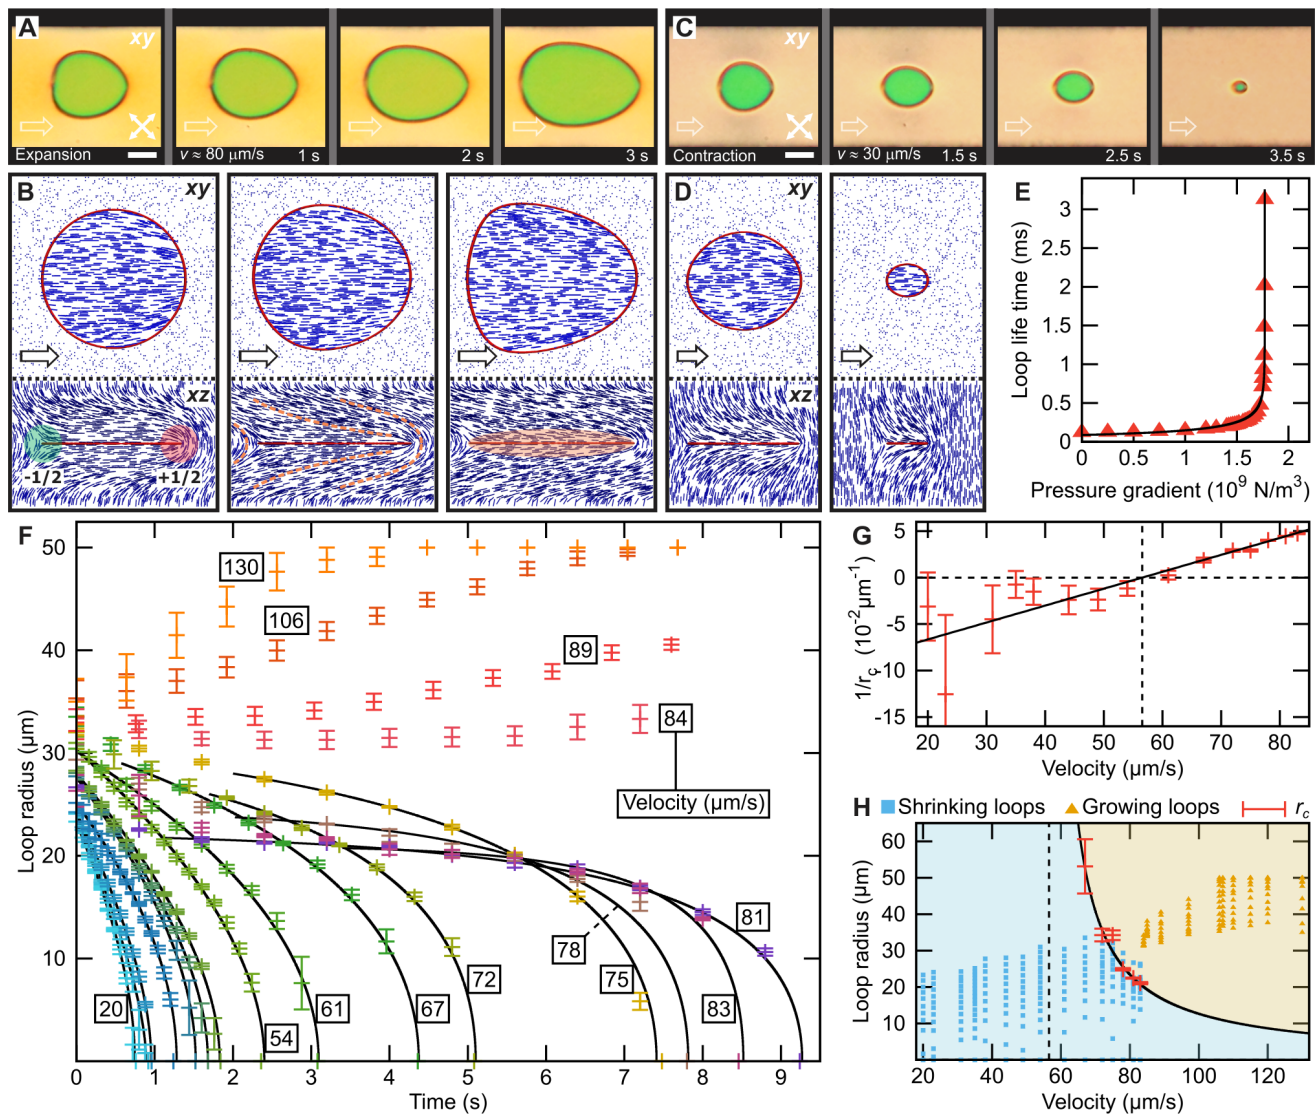 A
xy
Expansion
v ≈ 80 μm/s
1 s
2 s
3 s
C
xy
Contraction
v ≈ 30 μm/s
1.5 s
2.5 s
3.5 s
B
xy
xz
-1/2
+1/2
D
xy
xz
E
Loop life time (ms)
3
2.5
2
1.5
1
0.5
0
0 0.5 1 1.5 2
Pressure gradient (10⁹ N/m³)
F
Loop radius (μm)
50
40
30
20
10
130
106
89
84
Velocity (μm/s)
81
78
20
54
61
67
72
75
83
0 1 2 3 4 5 6 7 8 9
Time (s)
G
1/r_c (10⁻²μm⁻¹)
5
0
-5
-10
-15
20 30 40 50 60 70 80
Velocity (μm/s)
H
Shrinking loops Growing loops r_c
Loop radius (μm)
60
50
40
30
20
10
20 40 60 80 100 120
Velocity (μm/s)